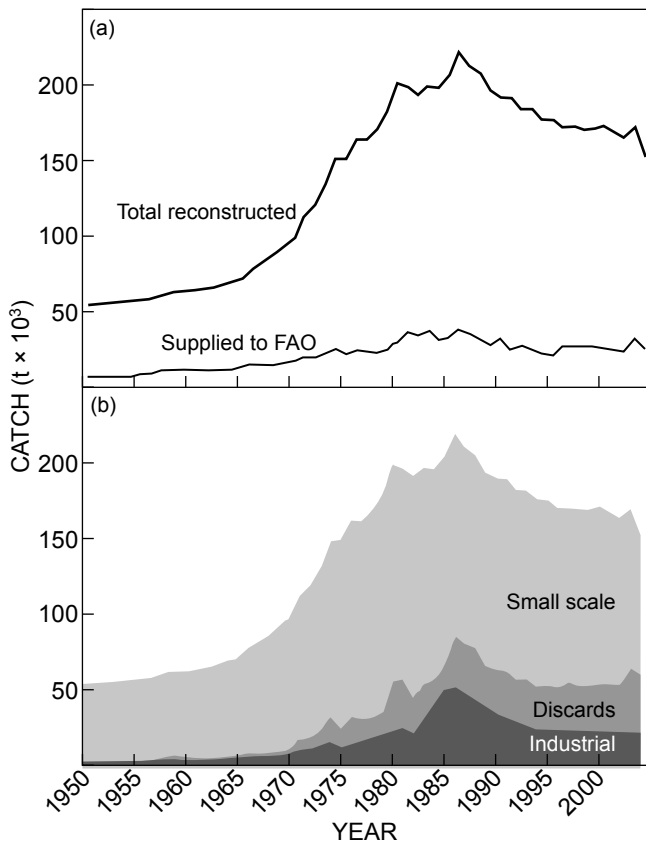 (a)
200
150
Total reconstructed
100
50
Supplied to FAO
CATCH (t × 10³)
(b)
200
150
Small scale
100
50
Discards
Industrial
1950 1955 1960 1965 1970 1975 1980 1985 1990 1995 2000
YEAR